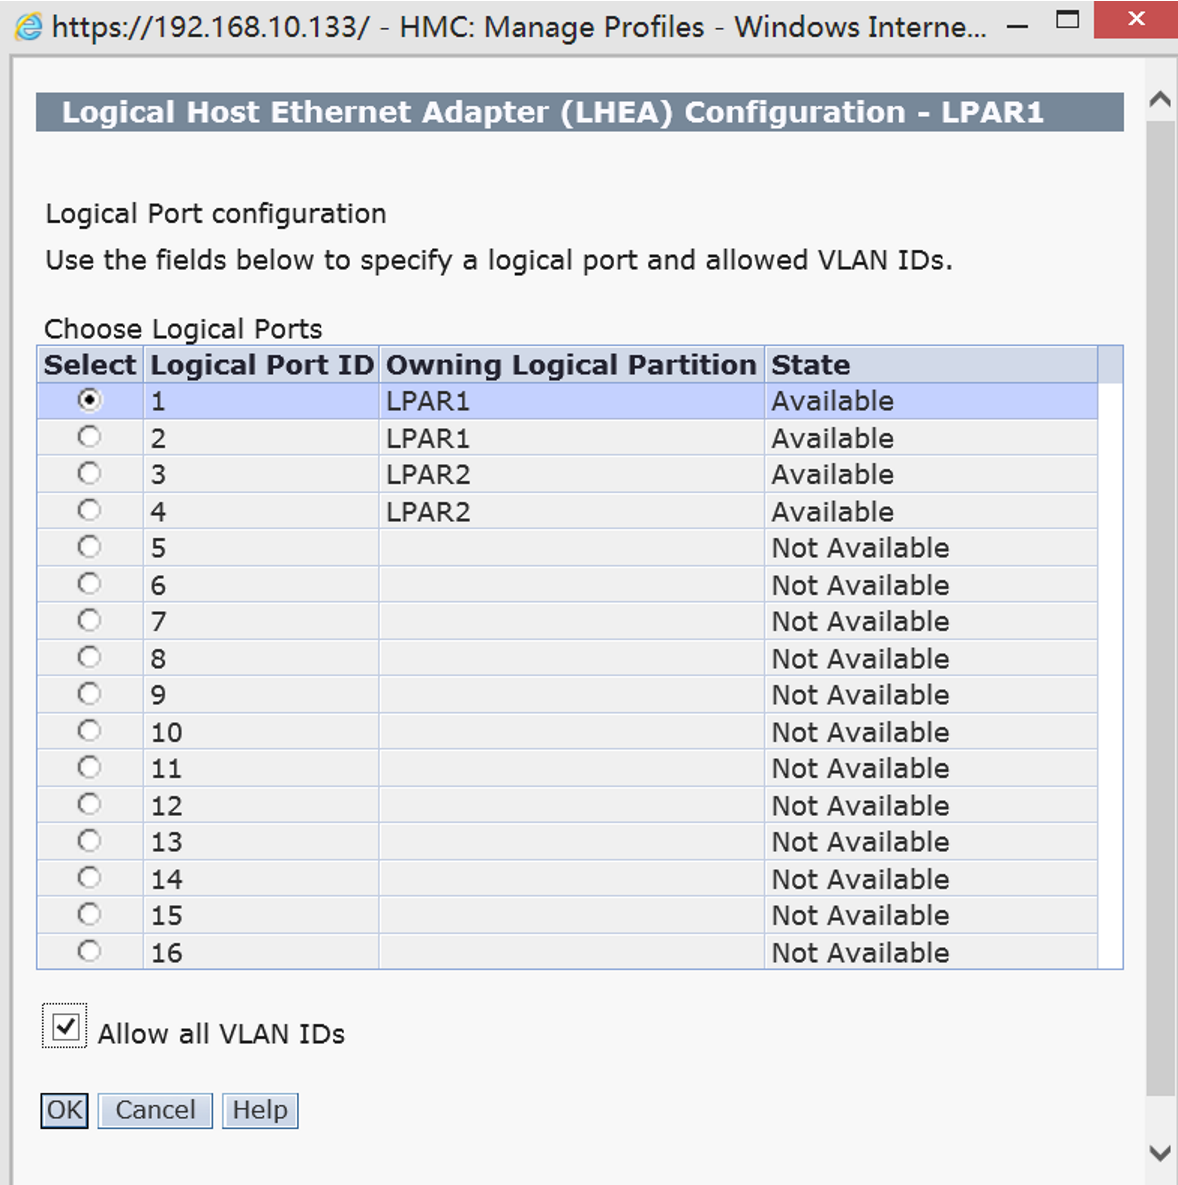 https://192.168.10.133/ - HMC: Manage Profiles - Windows Interne...
Logical Host Ethernet Adapter (LHEA) Configuration - LPAR1
Logical Port configuration
Use the fields below to specify a logical port and allowed VLAN IDs.
Choose Logical Ports
Select Logical Port ID Owning Logical Partition State
1 LPAR1 Available
2 LPAR1 Available
3 LPAR2 Available
4 LPAR2 Available
5 Not Available
6 Not Available
7 Not Available
8 Not Available
9 Not Available
10 Not Available
11 Not Available
12 Not Available
13 Not Available
14 Not Available
15 Not Available
16 Not Available
Allow all VLAN IDs
OK Cancel Help